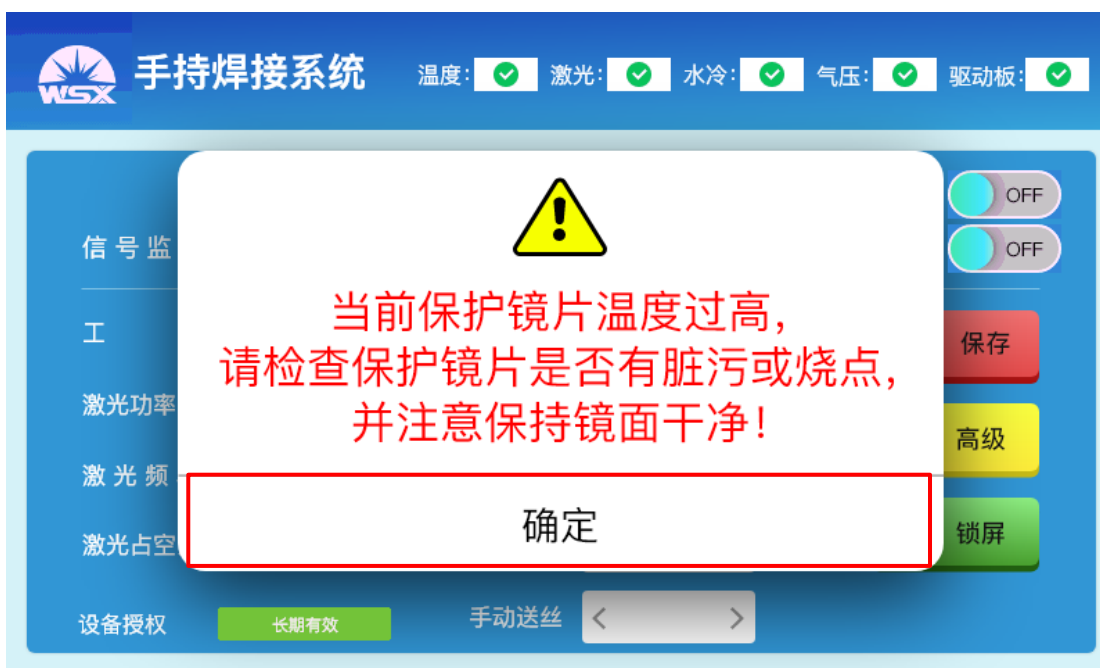 WSX
手持焊接系统 温度: 激光: 水冷: 气压: 驱动板:
OFF
信号监 OFF
当前保护镜片温度过高,
工
请检查保护镜片是否有脏污或烧点,
保存
激光功率
并注意保持镜面干净!
高级
激光频
确定
激光占空
锁屏
设备授权 长期有效 手动送丝 < >